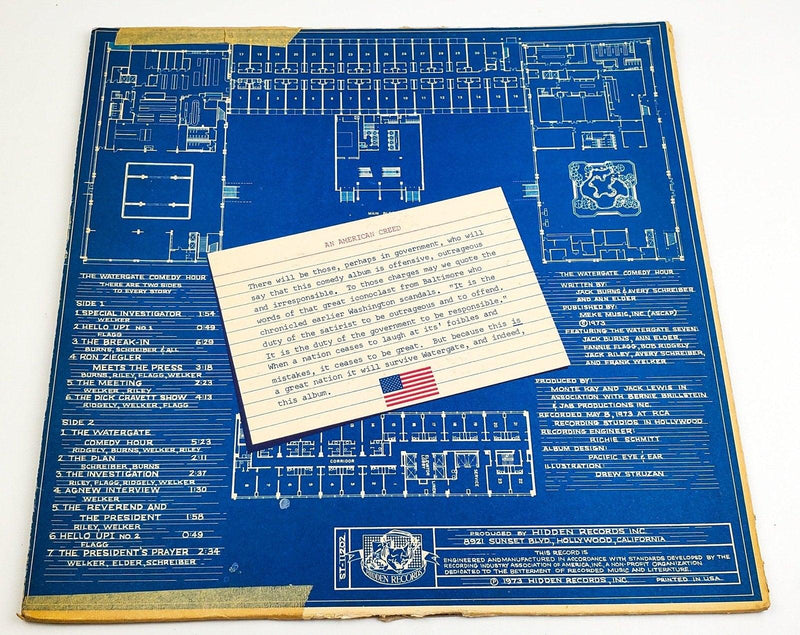 AN AMERICAN CREED
There will be those, perhaps in government, who will
say that this comedy album is offensive, outrageous
and irresponsible. To those charges may we quote the
words of that great iconoclast from Baltimore who
chronicled earlier Washington scandals. "It is the
duty of the satirist to be outrageous and to offend,
It is the duty of the government to be responsible."
When a nation ceases to laugh at its' foibles and
mistakes, it ceases to be great. But because this is
a great nation it will survive Watergate, and indeed,
this album.
THE WATERGATE COMEDY HOUR
THERE ARE TWO SIDES
TO EVERY STORY
SIDE 1
1. SPECIAL INVESTIGATOR 1:54
WELKER
2. HELLO UP! NO. 1 0:49
FLAGG
3. THE BREAK-IN 6:29
BURNS, SCHREIBER & ALL
4. RON ZIEGLER
MEETS THE PRESS 3:18
BURNS, RILEY, FLAGG, WELKER
5. THE MEETING 2:23
WELKER, RILEY
6. THE DICK CRAVETT SHOW 4:13
RIDGELY, WELKER, FLAGG
SIDE 2
1. THE WATERGATE
COMEDY HOUR 5:23
RIDGELY, BURNS, WELKER, RILEY
2. THE PLAN 2:11
SCHREIBER, BURNS
3. THE INVESTIGATION 2:37
RILEY, FLAGG, RIDGELY, WELKER
4. AGNEW INTERVIEW 1:30
WELKER
5. THE REVEREND AND
THE PRESIDENT 1:58
RILEY, WELKER
6. HELLO UP! NO. 2 0:49
FLAGG
7. THE PRESIDENT'S PRAYER 2:34
WELKER, ELDER, SCHREIBER
THE WATERGATE COMEDY HOUR
WRITTEN BY:
JACK BURNS & AVERY SCHREIBER
AND ANN ELDER
PUBLISHED BY:
MEKE MUSIC, INC. (ASCAP)
© 1973
FEATURING THE WATERGATE SEVEN:
JACK BURNS, ANN ELDER,
FANNIE FLAGG, BOB RIDGELY
JACK RILEY, AVERY SCHREIBER,
AND FRANK WELKER
PRODUCED BY:
MONTE KAY AND JACK LEWIS IN
ASSOCIATION WITH BERNIE BRILLSTEIN
& JAB PRODUCTIONS INC.
RECORDED MAY 8, 1973 AT RCA
RECORDING STUDIOS IN HOLLYWOOD
RECORDING ENGINEER:
RICHIE SCHMITT
ALBUM DESIGN:
PACIFIC EYE & EAR
ILLUSTRATION:
DREW STRUZAN
CORRIDOR
SERVICE
ST-11202
HIDDEN RECORDS
PRODUCED BY HIDDEN RECORDS INC.
8921 SUNSET BLVD., HOLLYWOOD, CALIFORNIA
THIS RECORD IS
ENGINEERED AND MANUFACTURED IN ACCORDANCE WITH STANDARDS DEVELOPED BY THE
RECORDING INDUSTRY ASSOCIATION OF AMERICA, INC., A NON-PROFIT ORGANIZATION
DEDICATED TO THE BETTERMENT OF RECORDED MUSIC AND LITERATURE.
℗ 1973 HIDDEN RECORDS, INC. PRINTED IN U.S.A.